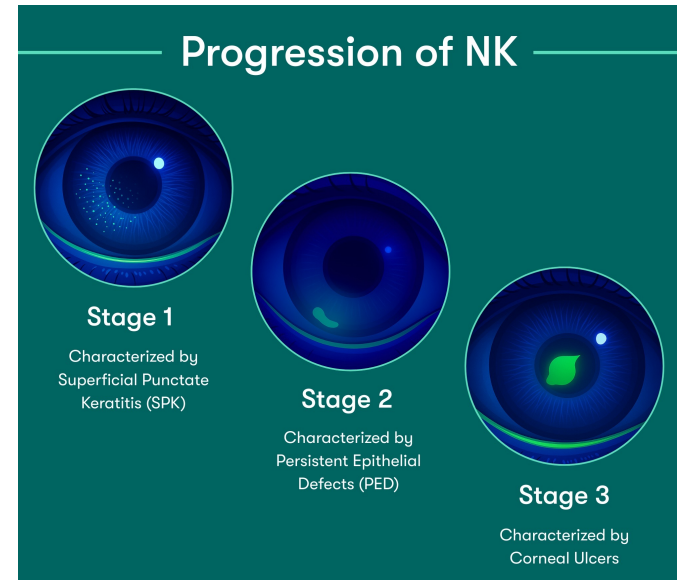 Progression of NK
Stage 1
Characterized by
Superficial Punctate
Keratitis (SPK)
Stage 2
Characterized by
Persistent Epithelial
Defects (PED)
Stage 3
Characterized by
Corneal Ulcers